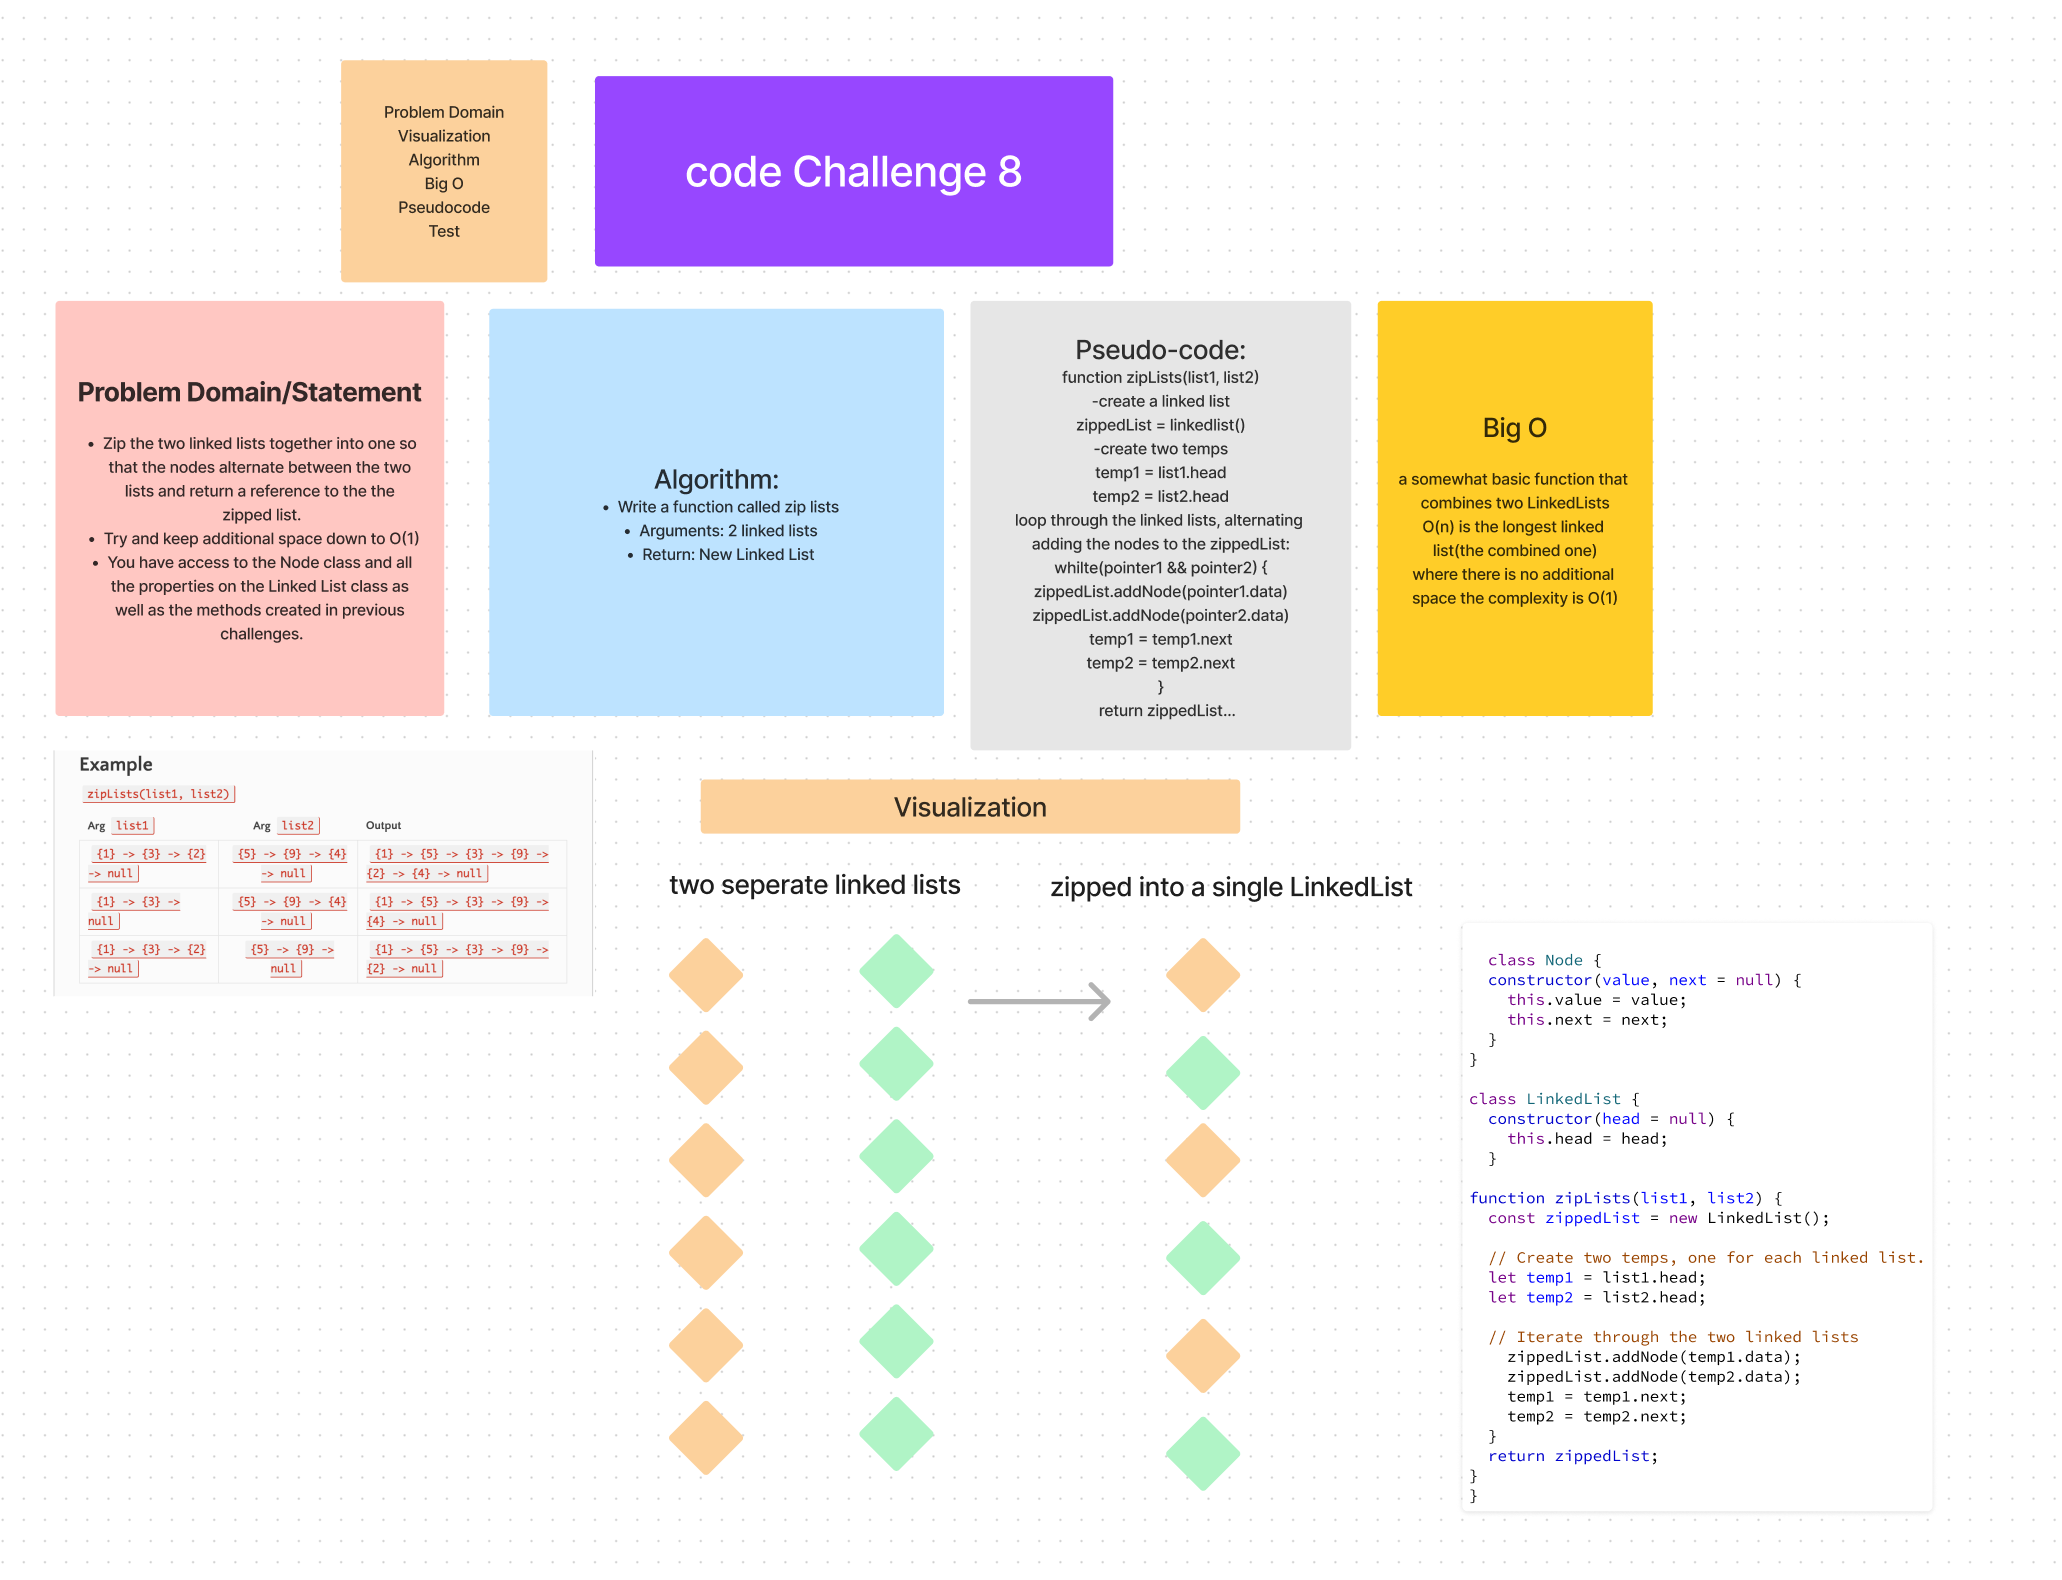 Problem Domain
Visualization
Algorithm
Big O
Pseudocode
Test
code Challenge 8
Problem Domain/Statement
• Zip the two linked lists together into one so
that the nodes alternate between the two
lists and return a reference to the the
zipped list.
• Try and keep additional space down to O(1)
• You have access to the Node class and all
the properties on the Linked List class as
well as the methods created in previous
challenges.
Algorithm:
• Write a function called zip lists
• Arguments: 2 linked lists
• Return: New Linked List
Pseudo-code:
function zipLists(list1, list2)
-create a linked list
zippedList = linkedlist()
-create two temps
temp1 = list1.head
temp2 = list2.head
loop through the linked lists, alternating
adding the nodes to the zippedList:
whilte(pointer1 && pointer2) {
zippedList.addNode(pointer1.data)
zippedList.addNode(pointer2.data)
temp1 = temp1.next
temp2 = temp2.next
}
return zippedList...
Big O
a somewhat basic function that
combines two LinkedLists
O(n) is the longest linked
list(the combined one)
where there is no additional
space the complexity is O(1)
Example
zipLists(list1, list2)
Arg list1 Arg list2 Output
{1} -> {3} -> {2} {5} -> {9} -> {4} {1} -> {5} -> {3} -> {9} ->
-> null -> null {2} -> {4} -> null
{1} -> {3} -> {5} -> {9} -> {4} {1} -> {5} -> {3} -> {9} ->
null -> null {4} -> null
{1} -> {3} -> {2} {5} -> {9} -> {1} -> {5} -> {3} -> {9} ->
-> null null {2} -> null
Visualization
two seperate linked lists
zipped into a single LinkedList
class Node {
constructor(value, next = null) {
this.value = value;
this.next = next;
}
}
class LinkedList {
constructor(head = null) {
this.head = head;
}
function zipLists(list1, list2) {
const zippedList = new LinkedList();
// Create two temps, one for each linked list.
let temp1 = list1.head;
let temp2 = list2.head;
// Iterate through the two linked lists
zippedList.addNode(temp1.data);
zippedList.addNode(temp2.data);
temp1 = temp1.next;
temp2 = temp2.next;
}
return zippedList;
}
}